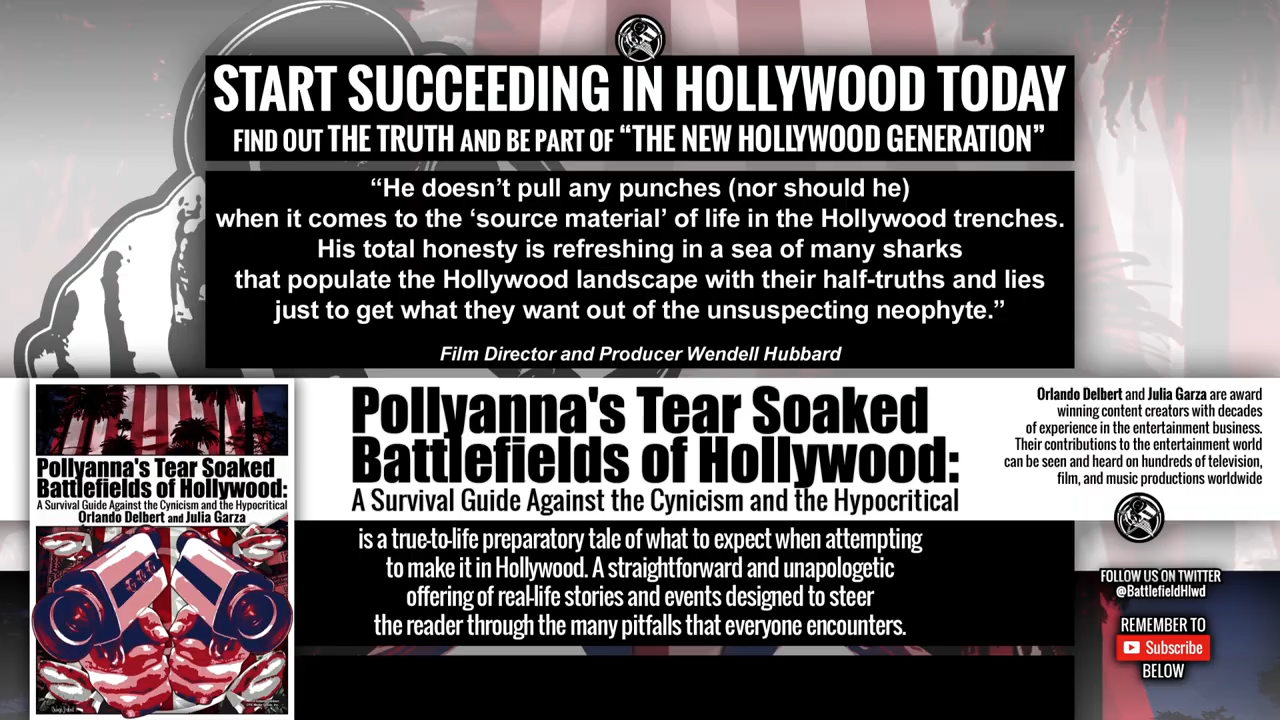 START SUCCEEDING IN HOLLYWOOD TODAY
FIND OUT THE TRUTH AND BE PART OF “THE NEW HOLLYWOOD GENERATION”
“He doesn’t pull any punches (nor should he)
when it comes to the ‘source material’ of life in the Hollywood trenches.
His total honesty is refreshing in a sea of many sharks
that populate the Hollywood landscape with their half-truths and lies
just to get what they want out of the unsuspecting neophyte.”
Film Director and Producer Wendell Hubbard
Pollyanna's Tear Soaked
Battlefields of Hollywood:
A Survival Guide Against the Cynicism and the Hypocritical
Orlando Delbert and Julia Garza
Pollyanna's Tear Soaked
Battlefields of Hollywood:
A Survival Guide Against the Cynicism and the Hypocritical
is a true-to-life preparatory tale of what to expect when attempting
to make it in Hollywood. A straightforward and unapologetic
offering of real-life stories and events designed to steer
the reader through the many pitfalls that everyone encounters.
Orlando Delbert and Julia Garza are award
winning content creators with decades
of experience in the entertainment business.
Their contributions to the entertainment world
can be seen and heard on hundreds of television,
film, and music productions worldwide
FOLLOW US ON TWITTER
@BattlefieldHlwd
REMEMBER TO
Subscribe
BELOW